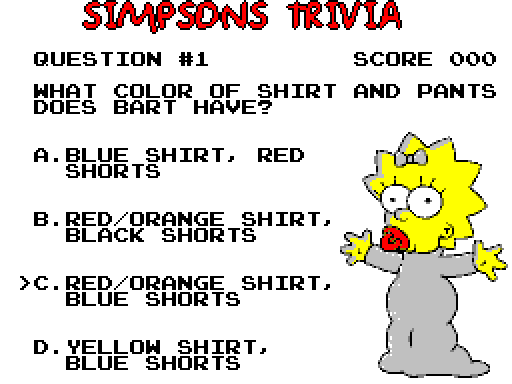 SIMPSONS TRIVIA
QUESTION #1 SCORE 000
WHAT COLOR OF SHIRT AND PANTS
DOES BART HAVE?
A.BLUE SHIRT, RED
SHORTS
B.RED/ORANGE SHIRT,
BLACK SHORTS
>C.RED/ORANGE SHIRT,
BLUE SHORTS
D.YELLOW SHIRT,
BLUE SHORTS